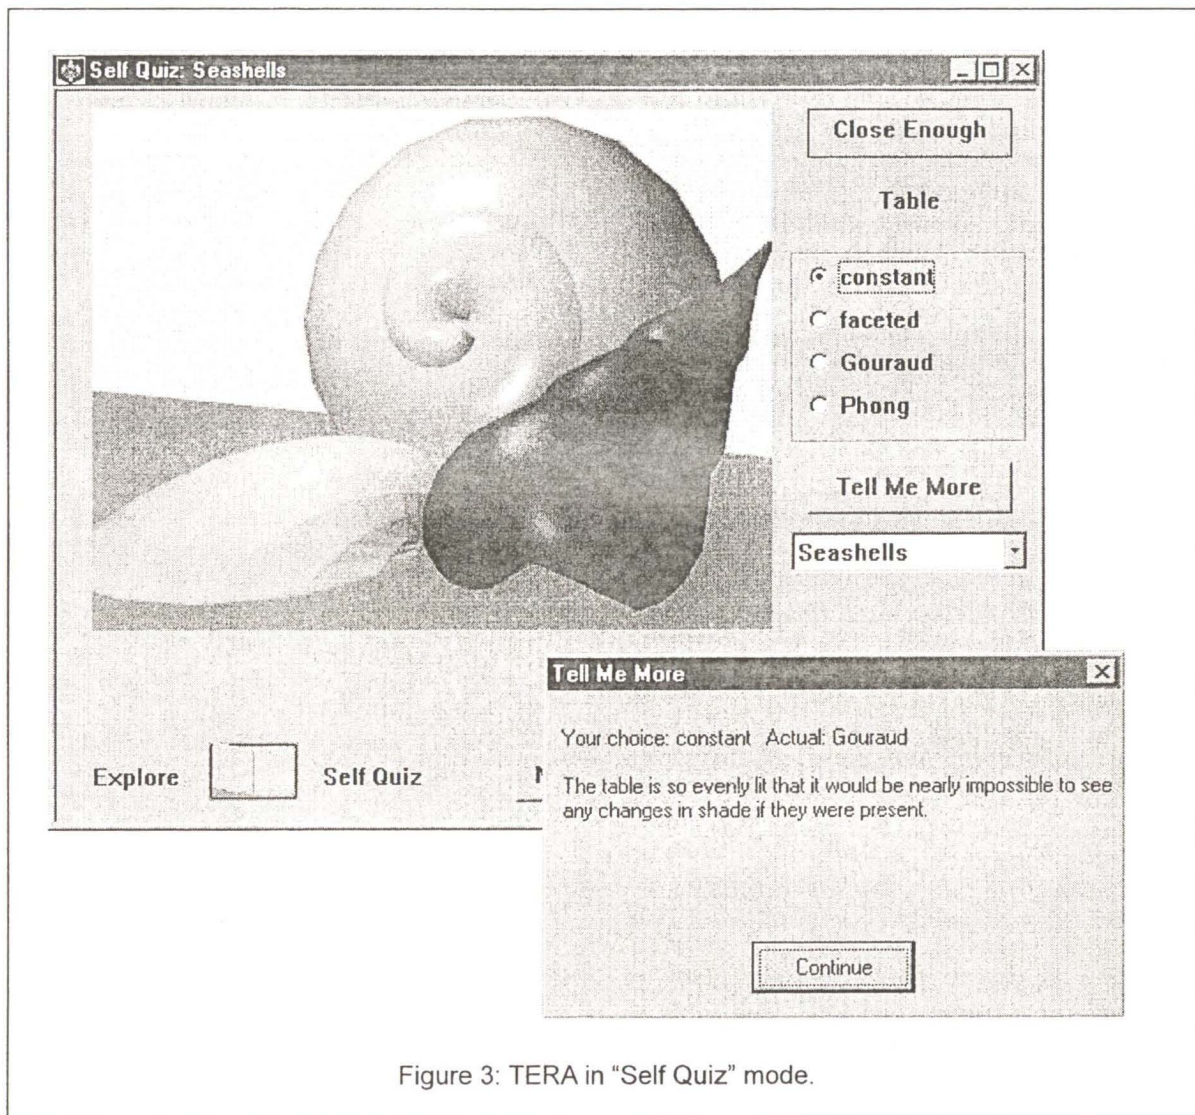 Self Quiz: Seashells
Close Enough
Table
constant
faceted
Gouraud
Phong
Tell Me More
Seashells
Explore
Self Quiz
Tell Me More
Your choice: constant Actual: Gouraud
The table is so evenly lit that it would be nearly impossible to see
any changes in shade if they were present.
Continue
Figure 3: TERA in "Self Quiz" mode.